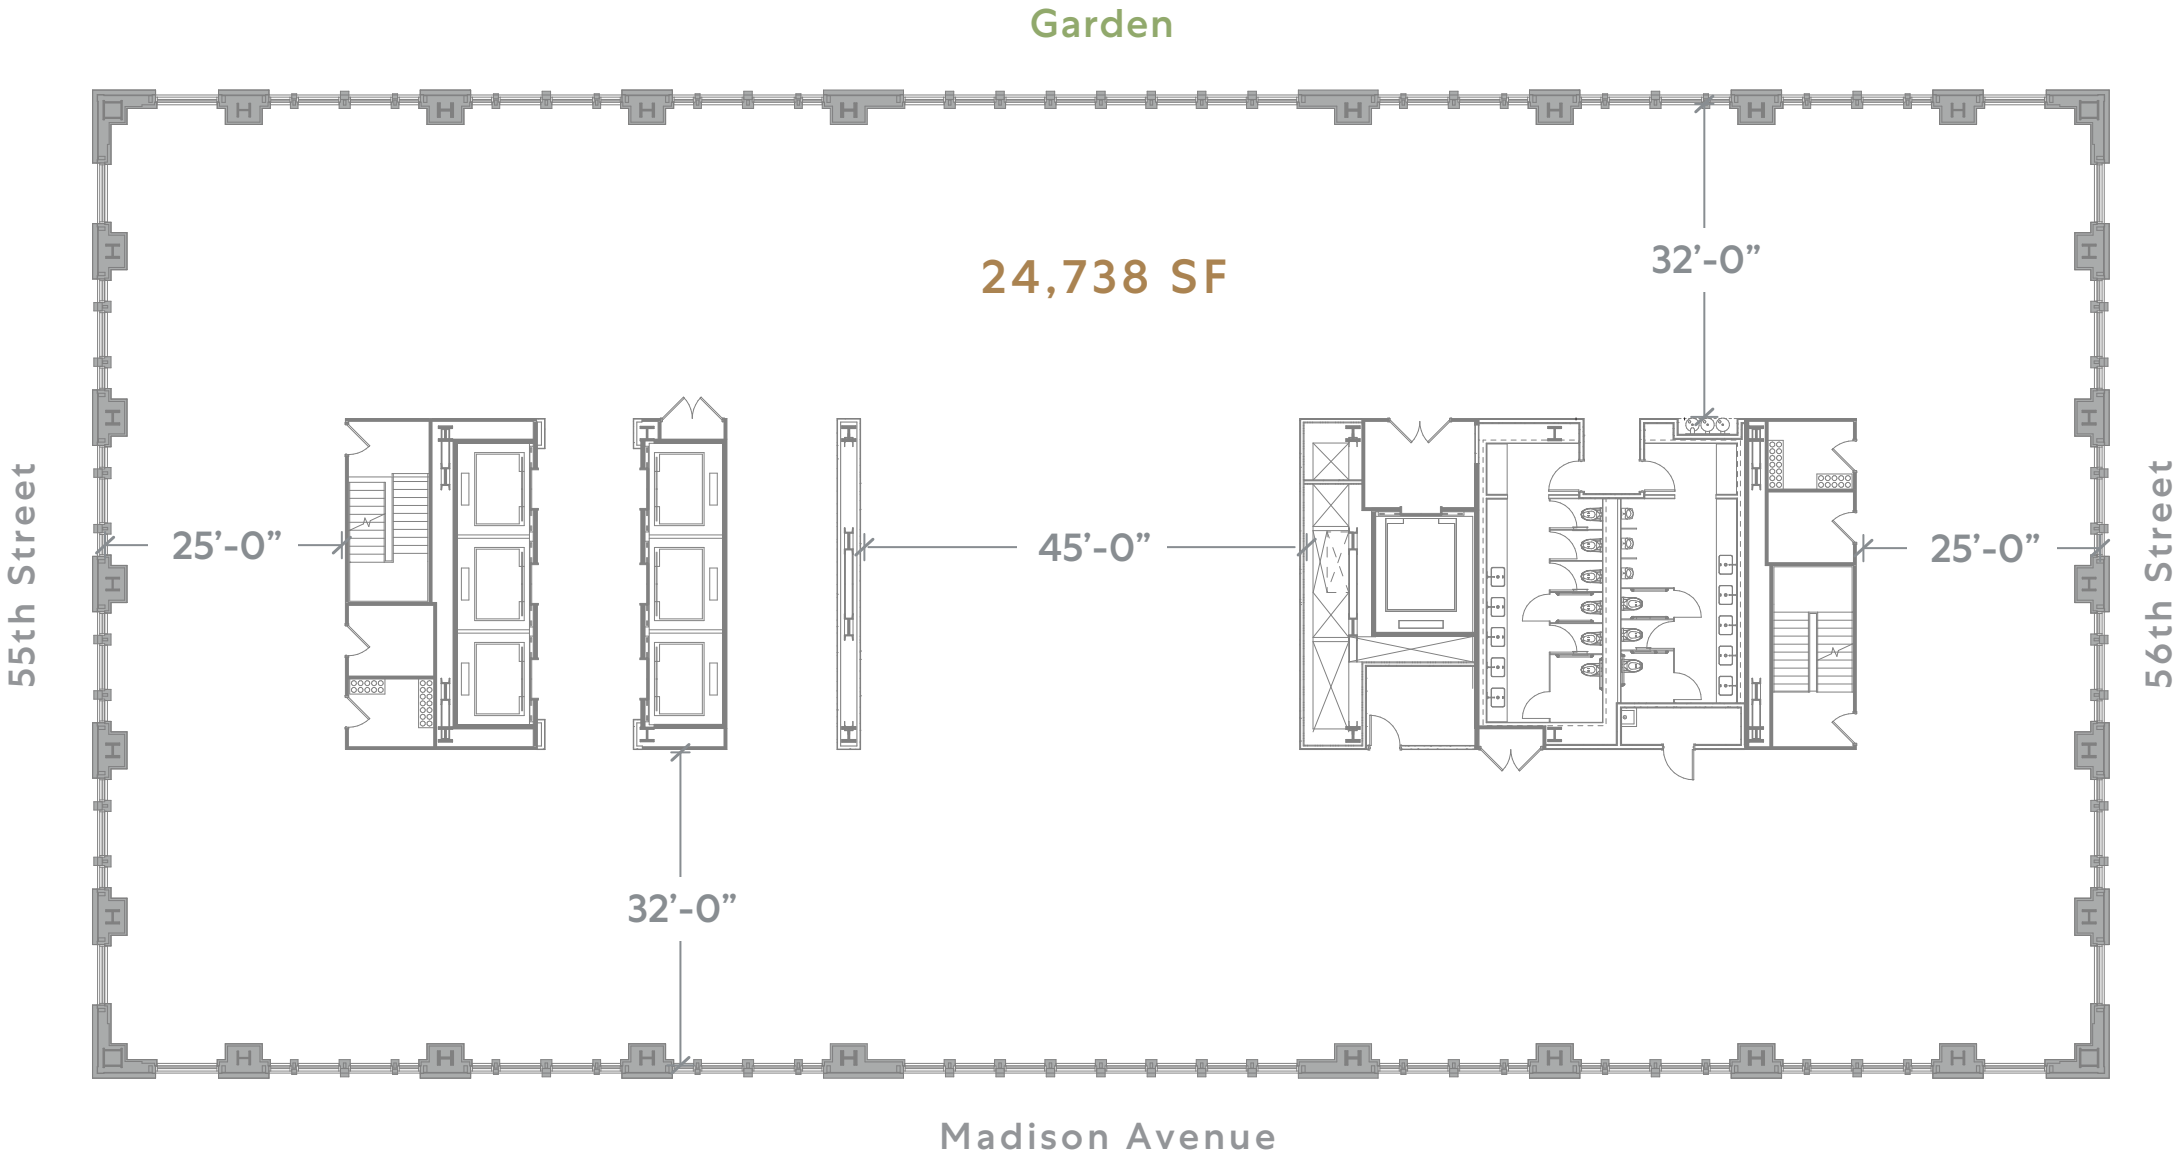 Garden
24,738 SF
32’-0”
55th Street
25’-0”
45’-0”
25’-0”
56th Street
32’-0”
Madison Avenue